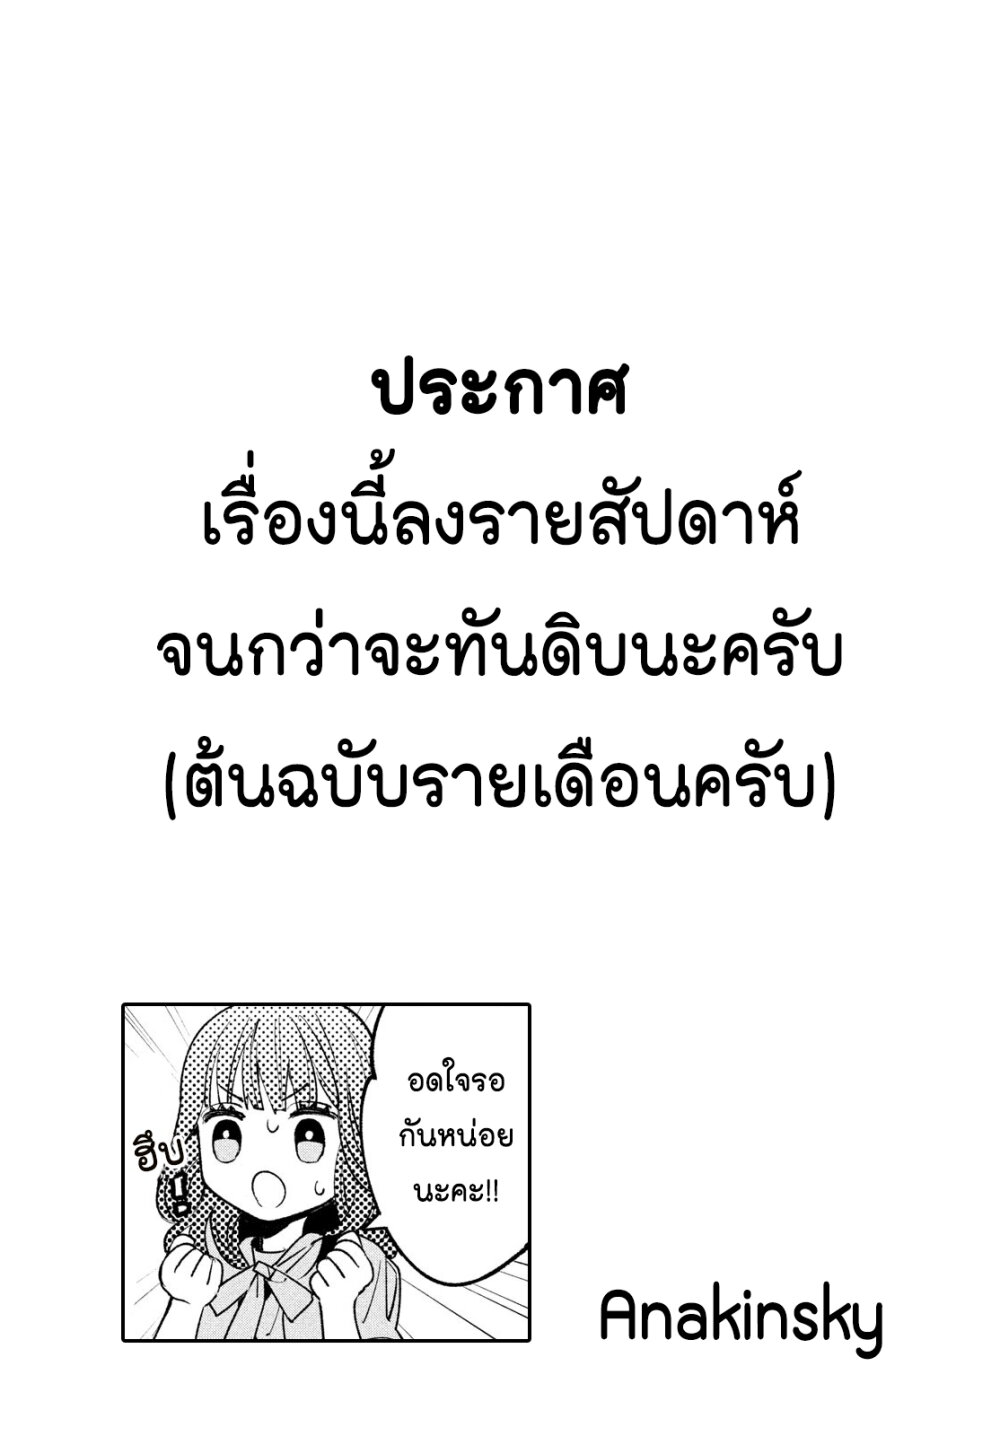 ประกาศ
เรื่องนี้ลงรายสัปดาห์
จนกว่าจะทันดิบนะครับ
(ต้นฉบับรายเดือนครับ)
อดใจรอ
กันหน่อย
นะคะ!!
ฮึบ
!
Anakinsky